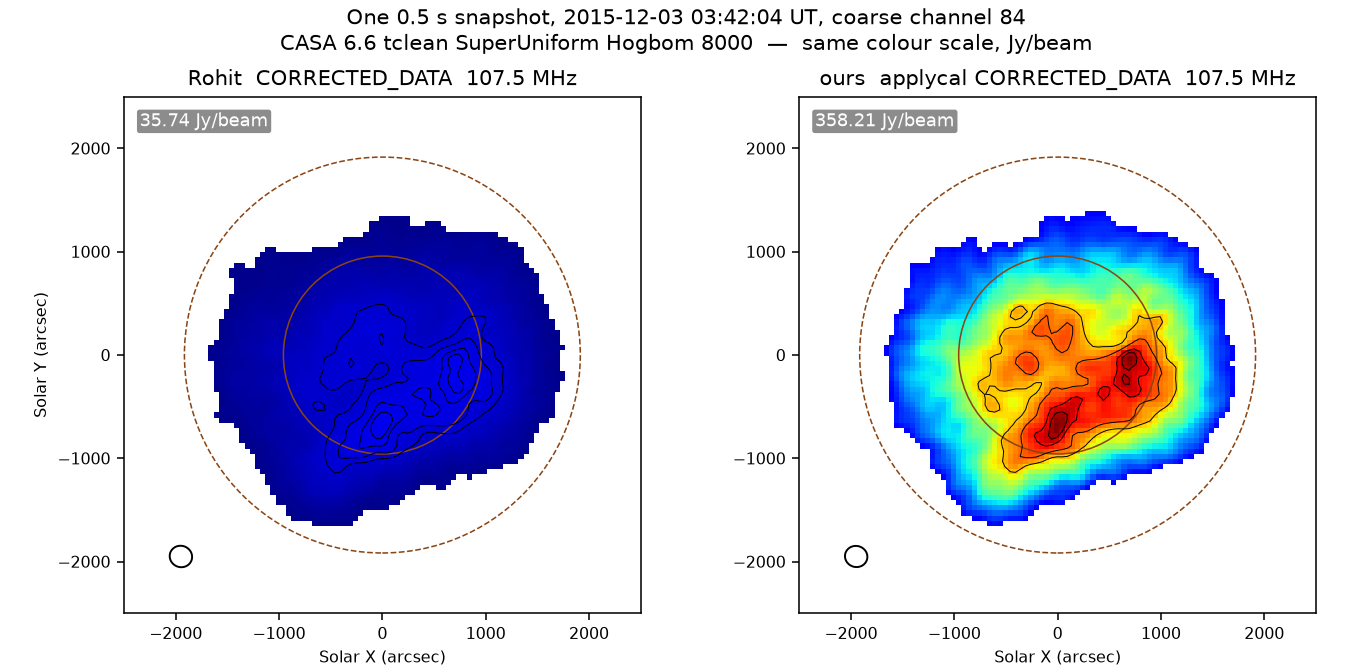 One 0.5 s snapshot, 2015-12-03 03:42:04 UT, coarse channel 84
CASA 6.6 tclean SuperUniform Hogbom 8000 — same colour scale, Jy/beam
Rohit CORRECTED_DATA 107.5 MHz
35.74 Jy/beam
2000
1000
0
−1000
−2000
Solar Y (arcsec)
−2000 −1000 0 1000 2000
Solar X (arcsec)
ours applycal CORRECTED_DATA 107.5 MHz
358.21 Jy/beam
2000
1000
0
−1000
−2000
−2000 −1000 0 1000 2000
Solar X (arcsec)